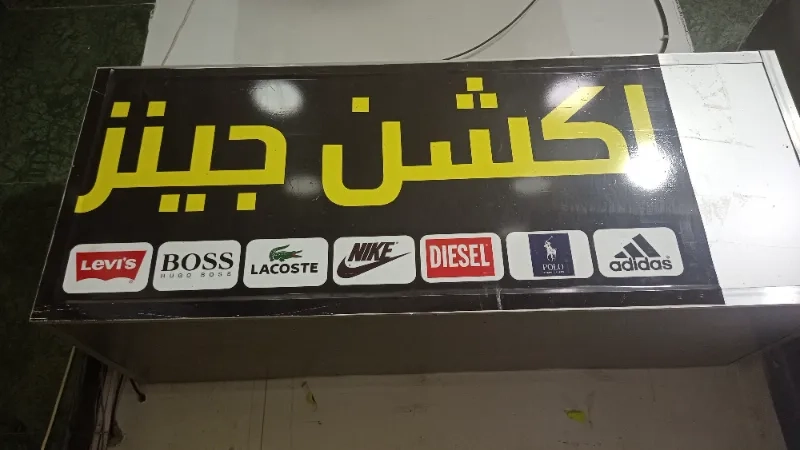 اكشن جينز
LEVI'S BOSS HUGO BOSS LACOSTE NIKE DIESEL POLO adidas